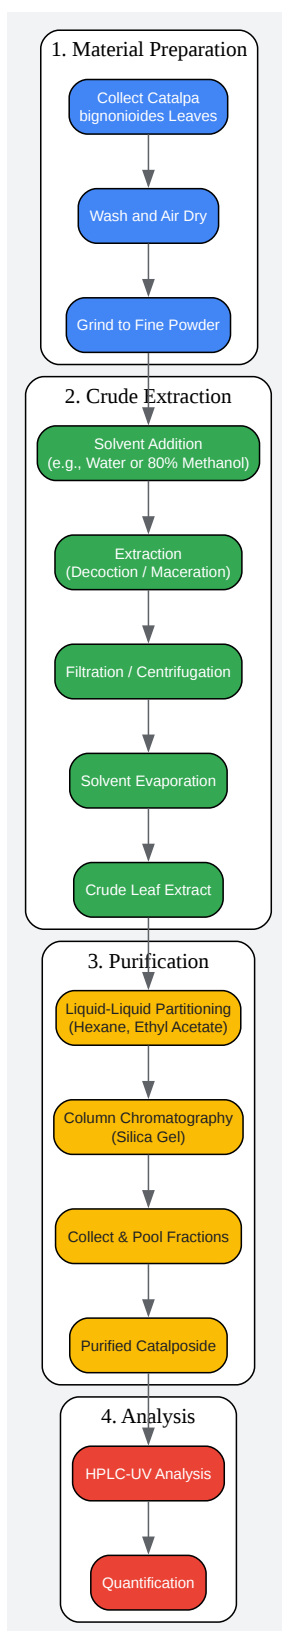 1. Material Preparation
Collect Catalpa
bignonioides Leaves
Wash and Air Dry
Grind to Fine Powder
2. Crude Extraction
Solvent Addition
(e.g., Water or 80% Methanol)
Extraction
(Decoction / Maceration)
Filtration / Centrifugation
Solvent Evaporation
Crude Leaf Extract
3. Purification
Liquid-Liquid Partitioning
(Hexane, Ethyl Acetate)
Column Chromatography
(Silica Gel)
Collect & Pool Fractions
Purified Catalposide
4. Analysis
HPLC-UV Analysis
Quantification